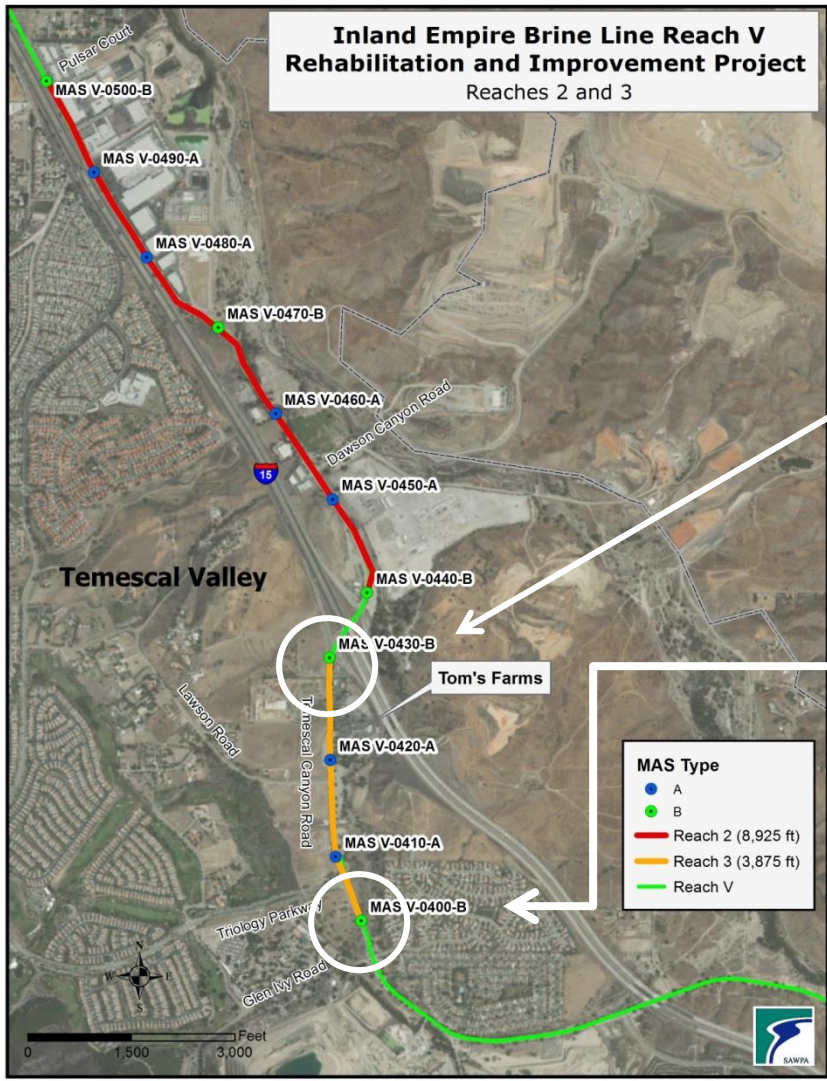 Inland Empire Brine Line Reach V
Rehabilitation and Improvement Project
Reaches 2 and 3
Pulsar Court
MAS V-0500-B
MAS V-0490-A
MAS V-0480-A
MAS V-0470-B
MAS V-0460-A
Dawson Canyon Road
15
MAS V-0450-A
Temescal Valley
MAS V-0440-B
MAS V-0430-B
Tom's Farms
Lawson Road
Temescal Canyon Road
MAS V-0420-A
MAS V-0410-A
MAS V-0400-B
Triology Parkway
Glen Ivy Road
MAS Type
A
B
Reach 2 (8,925 ft)
Reach 3 (3,875 ft)
Reach V
N
W E
S
Feet
0 1,500 3,000
SAWPA